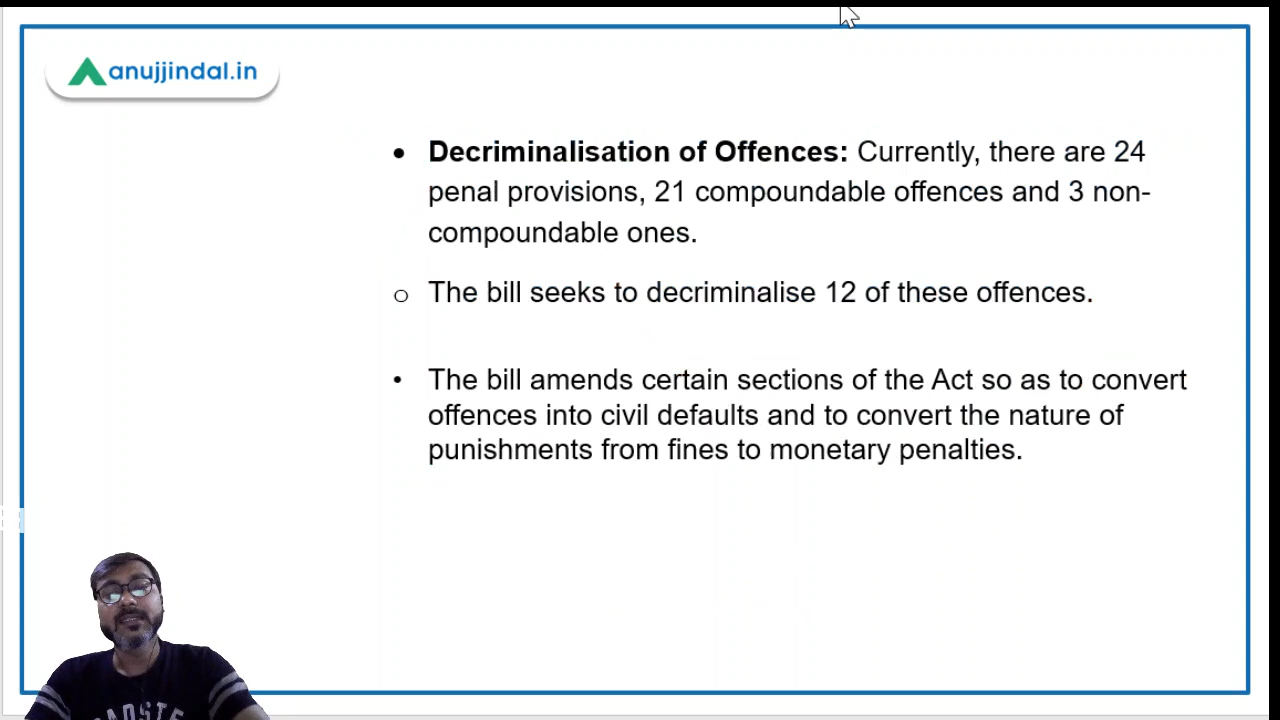 anujjindal.in
• Decriminalisation of Offences: Currently, there are 24
penal provisions, 21 compoundable offences and 3 non-
compoundable ones.
o The bill seeks to decriminalise 12 of these offences.
• The bill amends certain sections of the Act so as to convert
offences into civil defaults and to convert the nature of
punishments from fines to monetary penalties.